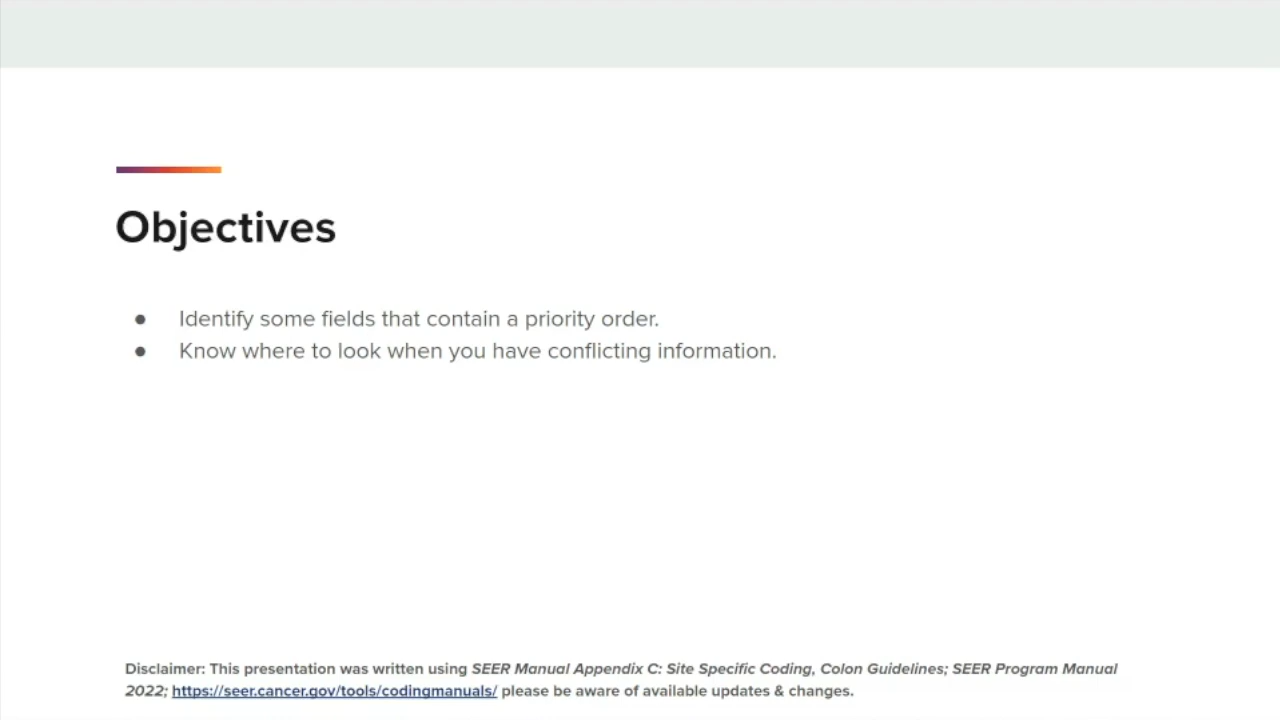 Objectives
● Identify some fields that contain a priority order.
● Know where to look when you have conflicting information.
Disclaimer: This presentation was written using SEER Manual Appendix C: Site Specific Coding, Colon Guidelines; SEER Program Manual
2022; https://seer.cancer.gov/tools/codingmanuals/ please be aware of available updates & changes.